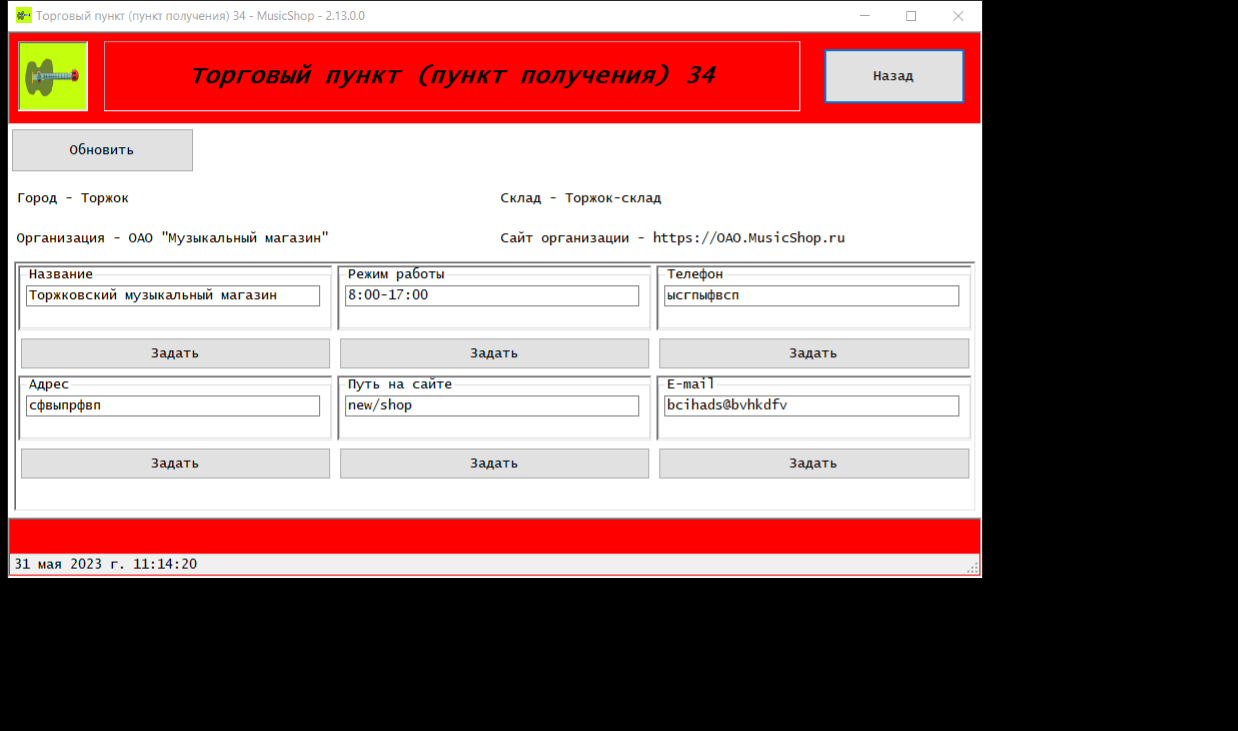 Торговый пункт (пункт получения) 34 - MusicShop - 2.13.0.0
Торговый пункт (пункт получения) 34
Назад
Обновить
Город - Торжок
Склад - Торжок-склад
Организация - ОАО "Музыкальный магазин"
Сайт организации - https://ОАО.MusicShop.ru
Название
Режим работы
Телефон
Торжковский музыкальный магазин
8:00-17:00
ысгпыфвсп
Задать
Задать
Задать
Адрес
Путь на сайте
E-mail
сфвыпрфвп
new/shop
bcihads@bvhkdfv
Задать
Задать
Задать
31 мая 2023 г. 11:14:20